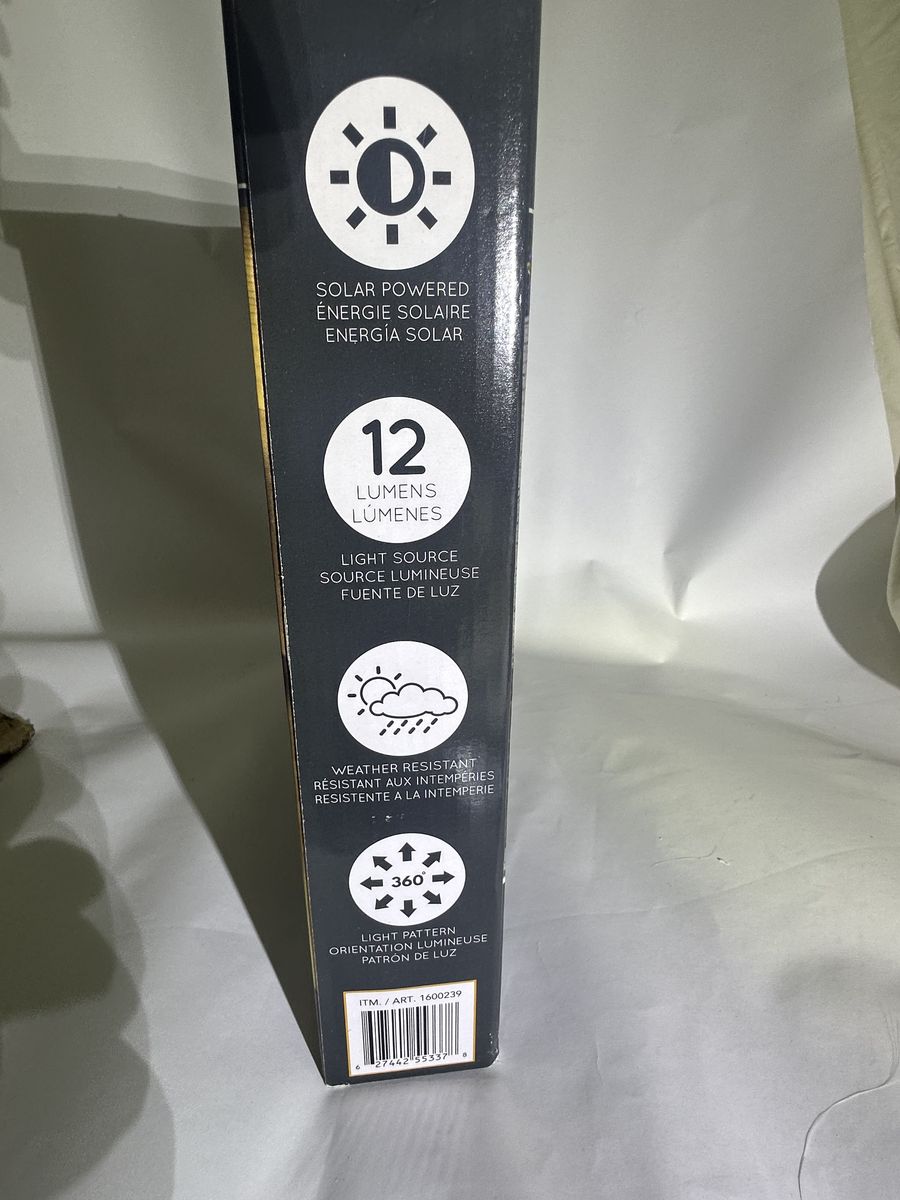 SOLAR POWERED
ÉNERGIE SOLAIRE
ENERGÍA SOLAR
12
LUMENS
LÚMENES
LIGHT SOURCE
SOURCE LUMINEUSE
FUENTE DE LUZ
WEATHER RESISTANT
RÉSISTANT AUX INTEMPÉRIES
RESISTENTE A LA INTEMPERIE
360°
LIGHT PATTERN
ORIENTATION LUMINEUSE
PATRÓN DE LUZ
ITM. / ART. 1600239
6 27442 55337 8